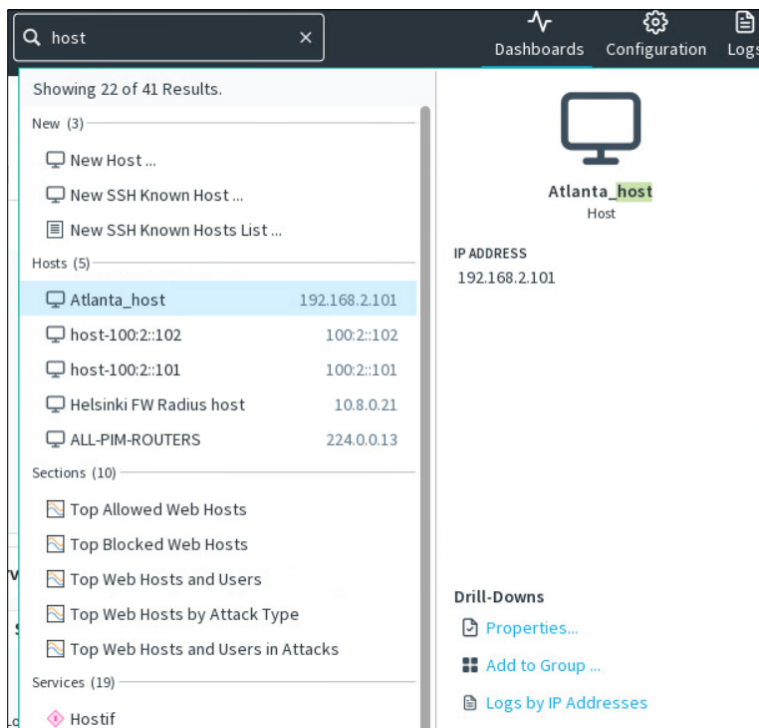 host
Dashboards Configuration Logs
Showing 22 of 41 Results.
New (3)
New Host ...
New SSH Known Host ...
New SSH Known Hosts List ...
Hosts (5)
Atlanta_host 192.168.2.101
host-100:2::102 100:2::102
host-100:2::101 100:2::101
Helsinki FW Radius host 10.8.0.21
ALL-PIM-ROUTERS 224.0.0.13
Sections (10)
Top Allowed Web Hosts
Top Blocked Web Hosts
Top Web Hosts and Users
Top Web Hosts by Attack Type
Top Web Hosts and Users in Attacks
Services (19)
Hostif
Atlanta_host
Host
IP ADDRESS
192.168.2.101
Drill-Downs
Properties...
Add to Group ...
Logs by IP Addresses